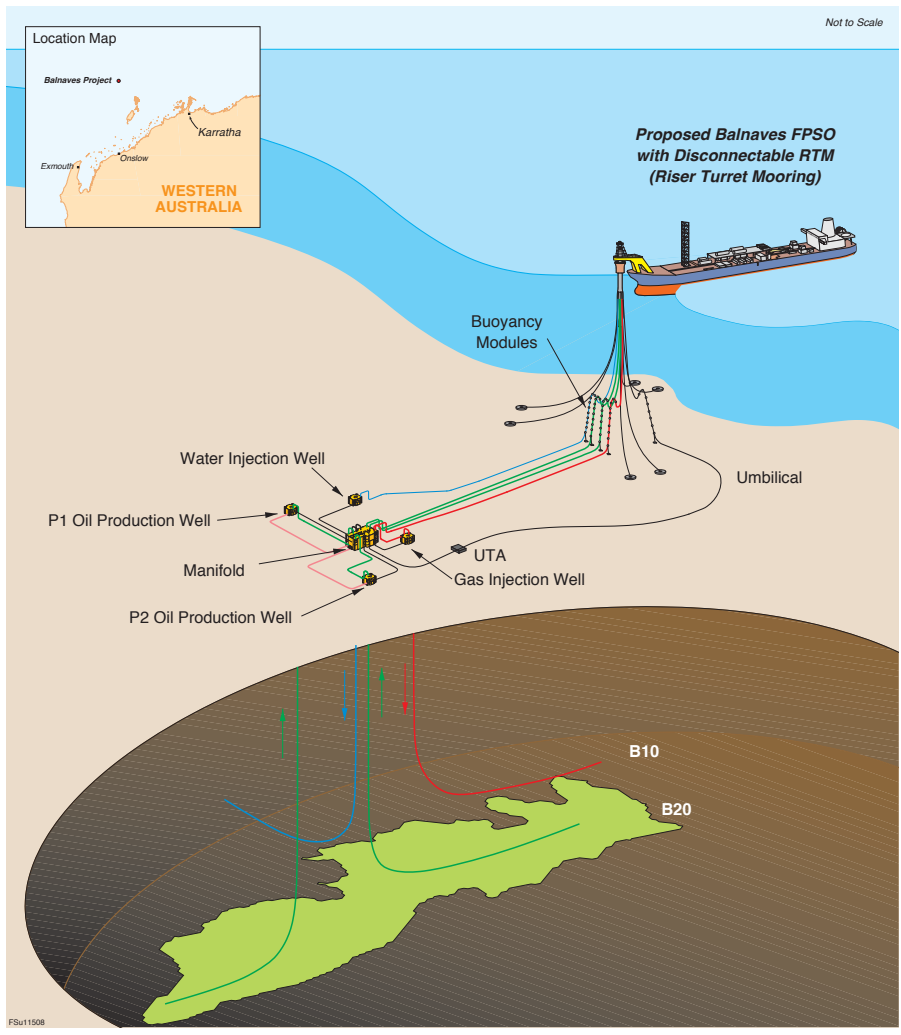 Not to Scale
Location Map
Balnaves Project
Karratha
Onslow
Exmouth
WESTERN
AUSTRALIA
Proposed Balnaves FPSO
with Disconnectable RTM
(Riser Turret Mooring)
Buoyancy
Modules
Water Injection Well
Umbilical
P1 Oil Production Well
UTA
Manifold
Gas Injection Well
P2 Oil Production Well
B10
B20
FSu11508